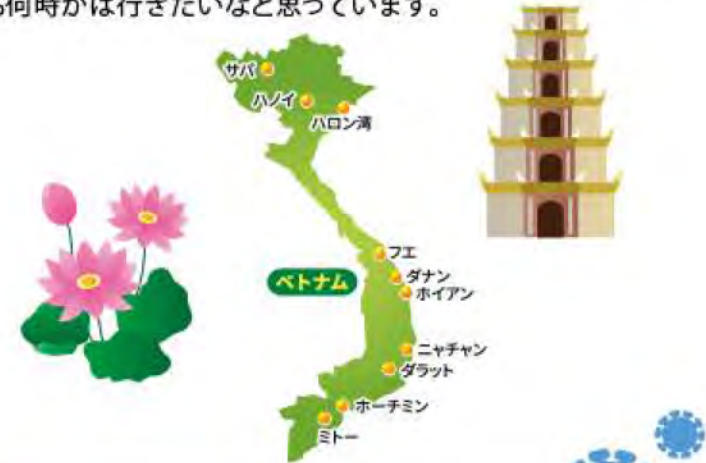 何時かは行きたいなと思っています。
サパ
ハノイ
ハロン湾
フエ
ダナン
ベトナム
ホイアン
ニャチャン
ダラット
ホーチミン
ミトー